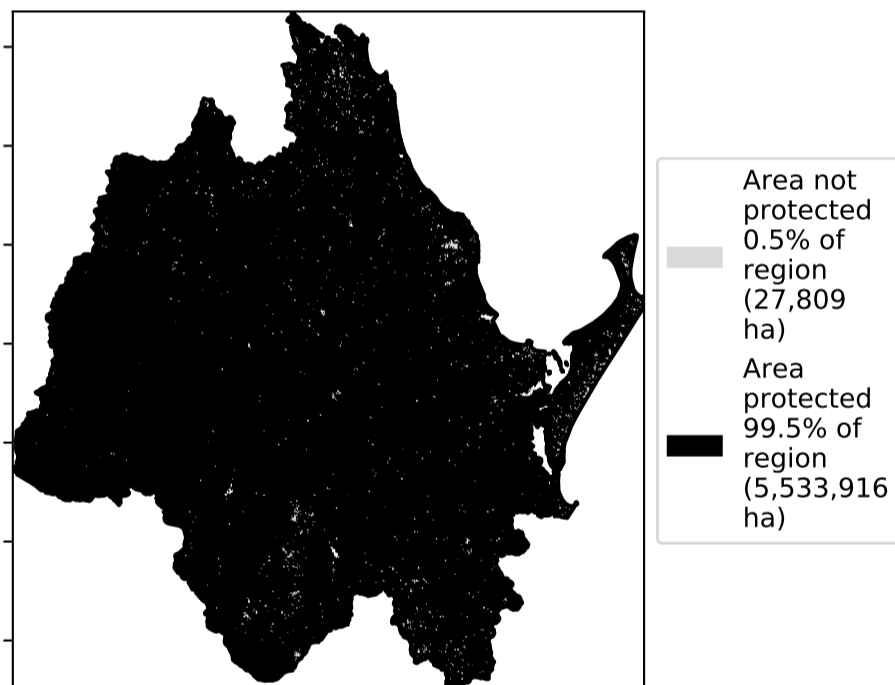 Area not
protected
0.5% of
region
(27,809
ha)
Area
protected
99.5% of
region
(5,533,916
ha)